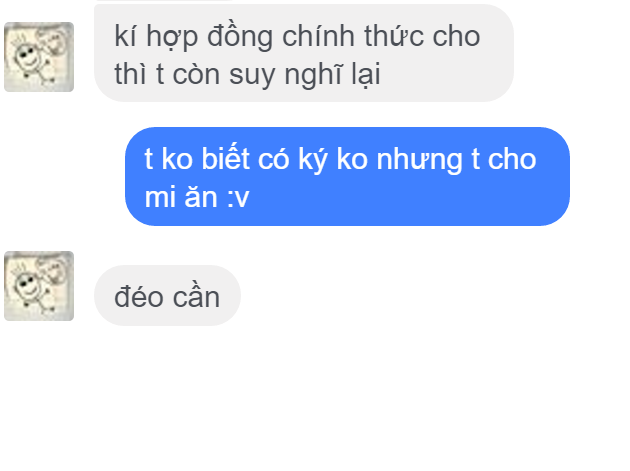 kí hợp đồng chính thức cho
thì t còn suy nghĩ lại
t ko biết có ký ko nhưng t cho
mi ăn :v
đéo cần